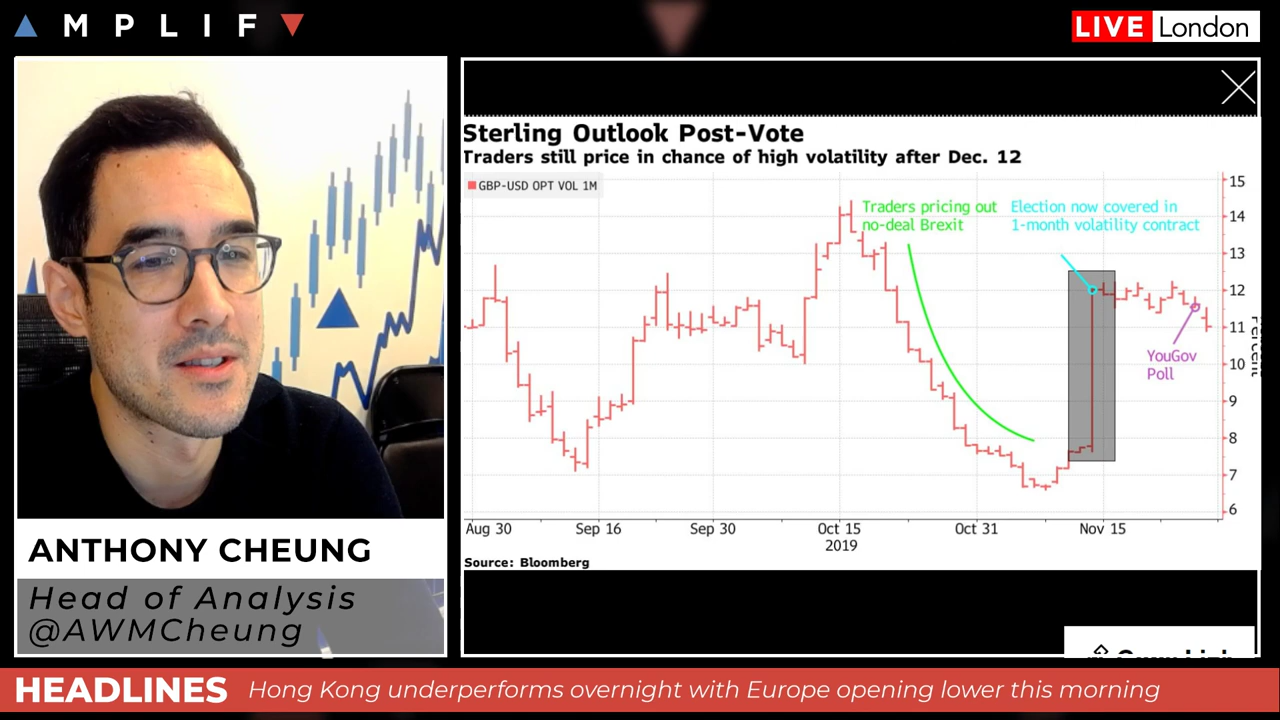 MPLIF
LIVE London
Sterling Outlook Post-Vote
Traders still price in chance of high volatility after Dec. 12
GBP-USD OPT VOL 1M
Traders pricing out
no-deal Brexit
Election now covered in
1-month volatility contract
YouGov
Poll
15
14
13
12
11
10
9
8
7
6
Percent
Aug 30
Sep 16
Sep 30
Oct 15
Oct 31
Nov 15
2019
Source: Bloomberg
ANTHONY CHEUNG
Head of Analysis
@AWMCheung
HEADLINES Hong Kong underperforms overnight with Europe opening lower this morning